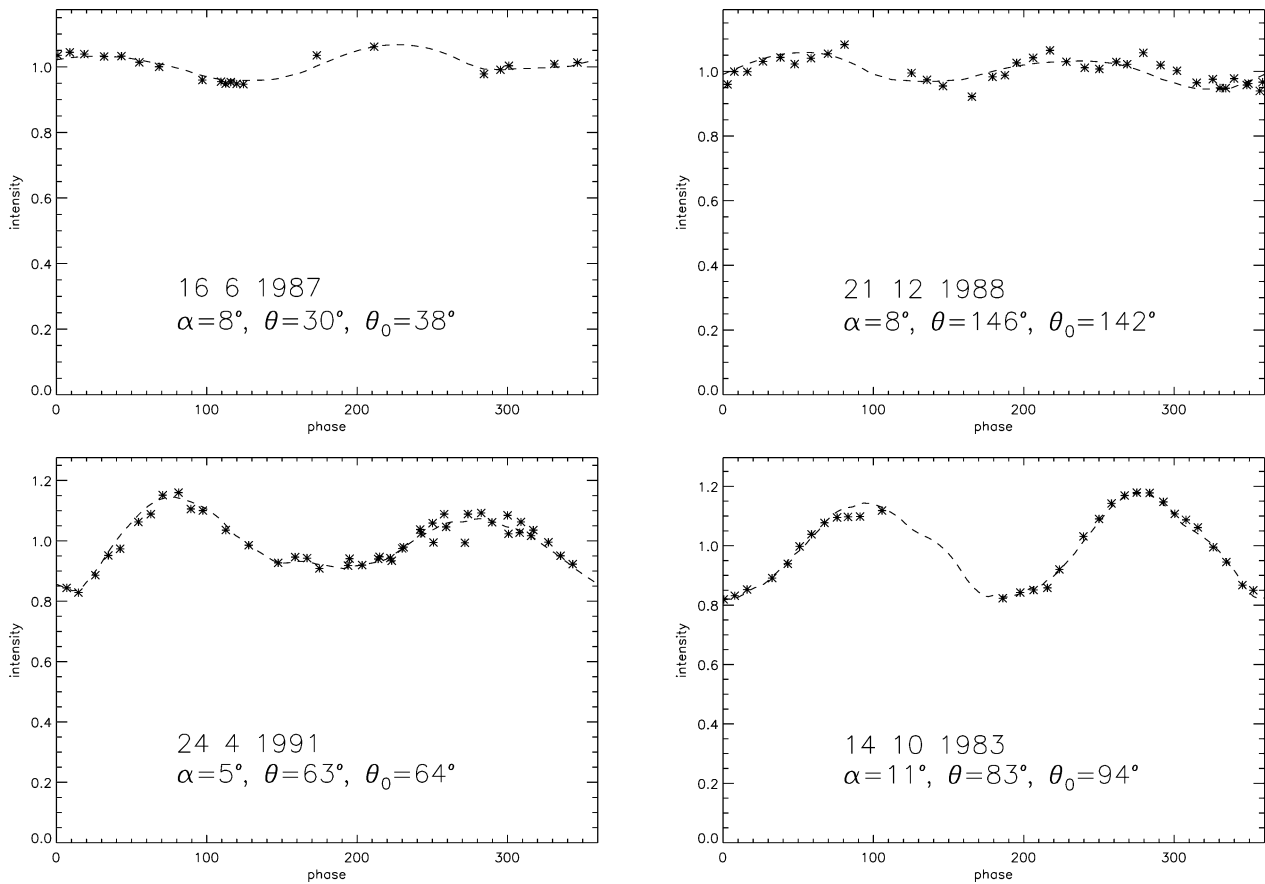 1.0
0.8
0.6
0.4
0.2
0.0
intensity
16 6 1987
α=8°, θ=30°, θ₀=38°
0 100 200 300
phase
1.0
0.8
0.6
0.4
0.2
0.0
intensity
21 12 1988
α=8°, θ=146°, θ₀=142°
0 100 200 300
phase
1.2
1.0
0.8
0.6
0.4
0.2
0.0
intensity
24 4 1991
α=5°, θ=63°, θ₀=64°
0 100 200 300
phase
1.2
1.0
0.8
0.6
0.4
0.2
0.0
intensity
14 10 1983
α=11°, θ=83°, θ₀=94°
0 100 200 300
phase